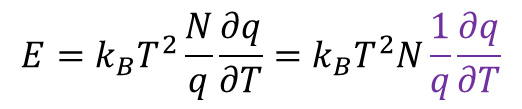 $E = k_B T^2 \frac{N}{q} \frac{\partial q}{\partial T} = k_B T^2 N \frac{1}{q} \frac{\partial q}{\partial T}$